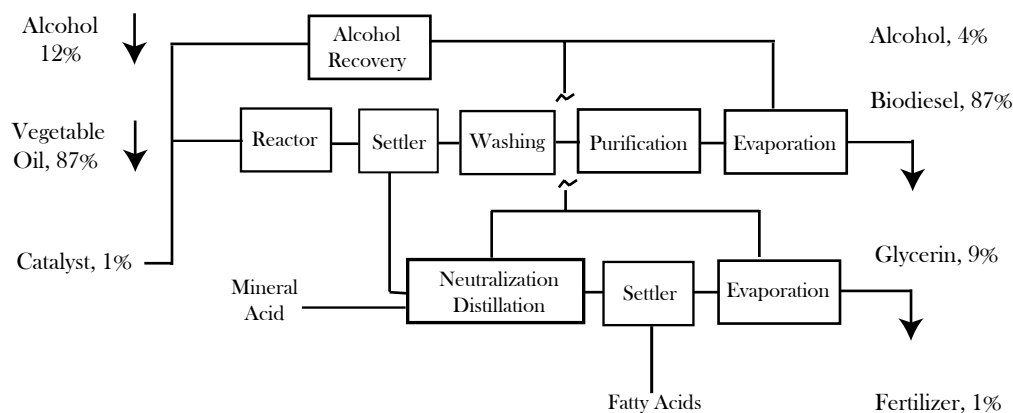 Alcohol
12%
Alcohol
Recovery
Alcohol, 4%
Biodiesel, 87%
Vegetable
Oil, 87%
Reactor
Settler
Washing
Purification
Evaporation
Catalyst, 1%
Glycerin, 9%
Mineral
Acid
Neutralization
Distillation
Settler
Evaporation
Fatty Acids
Fertilizer, 1%